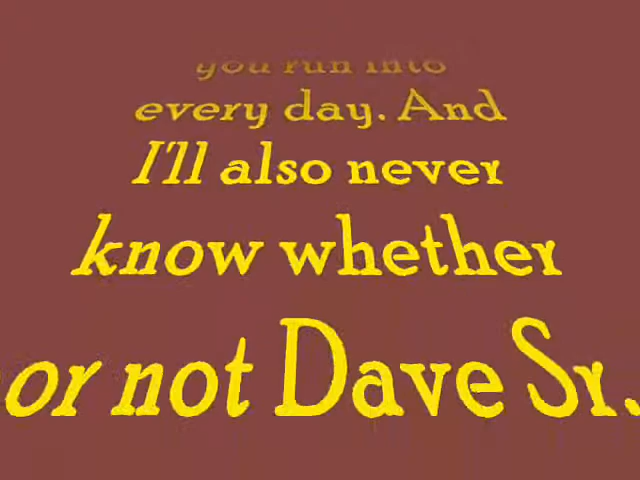 you run into
every day. And
I'll also never
know whether
or not Dave Sr.